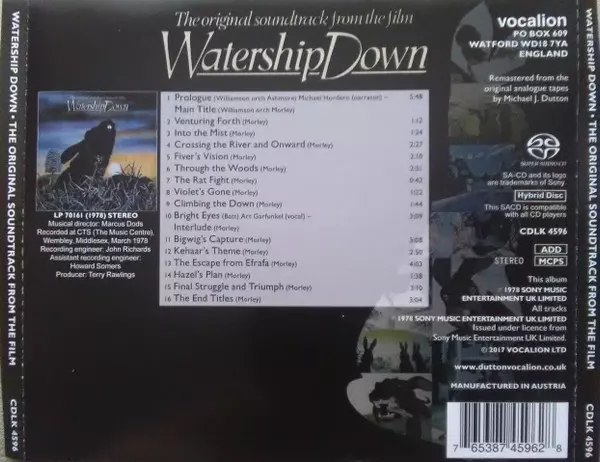 The original soundtrack from the film
Watership Down
vocalion
PO BOX 609
WATFORD WD18 7YA
ENGLAND
Remastered from the
original analogue tapes
by Michael J. Dutton
SUPER AUDIO CD
SA-CD and its logo
are trademarks of Sony.
Hybrid Disc
This SACD is compatible
with all CD players
CDLK 4596
STEREO
ADD
MCPS
This album
℗ 1978 SONY MUSIC
ENTERTAINMENT UK LIMITED
All tracks
℗ 1978 SONY MUSIC ENTERTAINMENT UK LIMITED
Issued under licence from
Sony Music Entertainment UK Limited.
© 2017 VOCALION LTD
www.duttonvocalion.co.uk
MANUFACTURED IN AUSTRIA
7 65387 45962 8
Watership Down
LP 70161 (1978) STEREO
Musical director: Marcus Dods
Recorded at CTS (The Music Centre),
Wembley, Middlesex, March 1978
Recording engineer: John Richards
Assistant recording engineer:
Howard Somers
Producer: Terry Rawlings
1 Prologue (Williamson orch Ashmore) Michael Hordern (narrator) – 5:48
Main Title (Williamson orch Morley)
2 Venturing Forth (Morley) 1:12
3 Into the Mist (Morley) 1:24
4 Crossing the River and Onward (Morley) 2:27
5 Fiver's Vision (Morley) 2:10
6 Through the Woods (Morley) 2:01
7 The Rat Fight (Morley) 0:43
8 Violet's Gone (Morley) 1:22
9 Climbing the Down (Morley) 2:44
10 Bright Eyes (Batt) Art Garfunkel (vocal) – 3:09
Interlude (Morley)
11 Bigwig's Capture (Morley) 3:08
12 Kehaar's Theme (Morley) 2:50
13 The Escape from Efrafa (Morley)
14 Hazel's Plan (Morley) 1:38
15 Final Struggle and Triumph (Morley) 3:10
16 The End Titles (Morley) 3:04
WATERSHIP DOWN • THE ORIGINAL SOUNDTRACK FROM THE FILM CDLK 4596
WATERSHIP DOWN • THE ORIGINAL SOUNDTRACK FROM THE FILM CDLK 4596